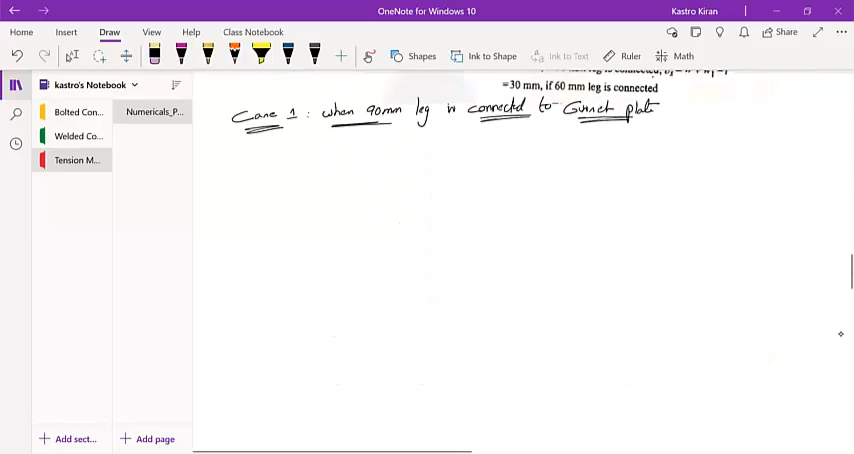 OneNote for Windows 10
Kastro Kiran
Home Insert Draw View Help Class Notebook Share
Shapes Ink to Shape Ink to Text Ruler Math
kastro's Notebook
Bolted Con...
Welded Co...
Tension M...
Numericals_P...
Add sect...
Add page
=30 mm, if 60 mm leg is connected
Case 1 : when 90mm leg is connected to Gusset plate